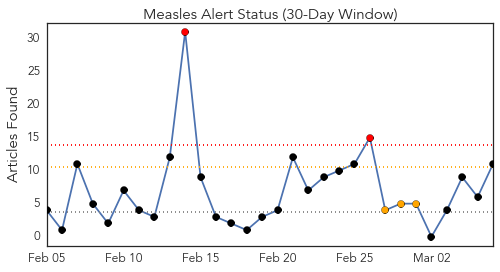 Measles Alert Status (30-Day Window)
Articles Found
30
25
20
15
10
5
0
Feb 05
Feb 10
Feb 15
Feb 20
Feb 25
Mar 02